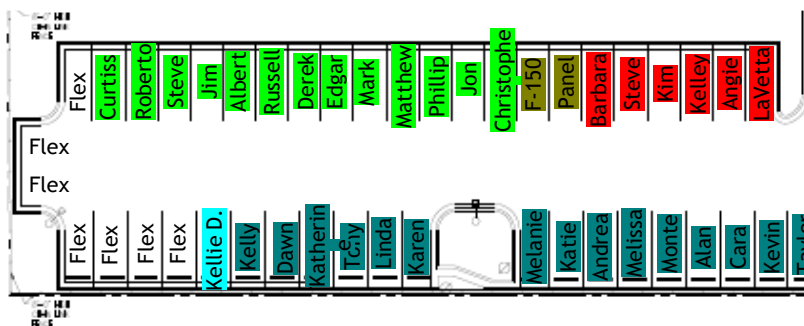 Flex
Curtiss
Roberto
Steve
Jim
Albert
Russell
Derek
Edgar
Mark
Matthew
Phillip
Jon
Christophe
F-150
Panel
Barbara
Steve
Kim
Kelley
Angie
LaVetta
Flex
Flex
Flex
Flex
Flex
Flex
Kellie D.
Kelly
Dawn
Katherin
e
Linda
Karen
Melanie
Katie
Andrea
Melissa
Monte
Alan
Cara
Kevin